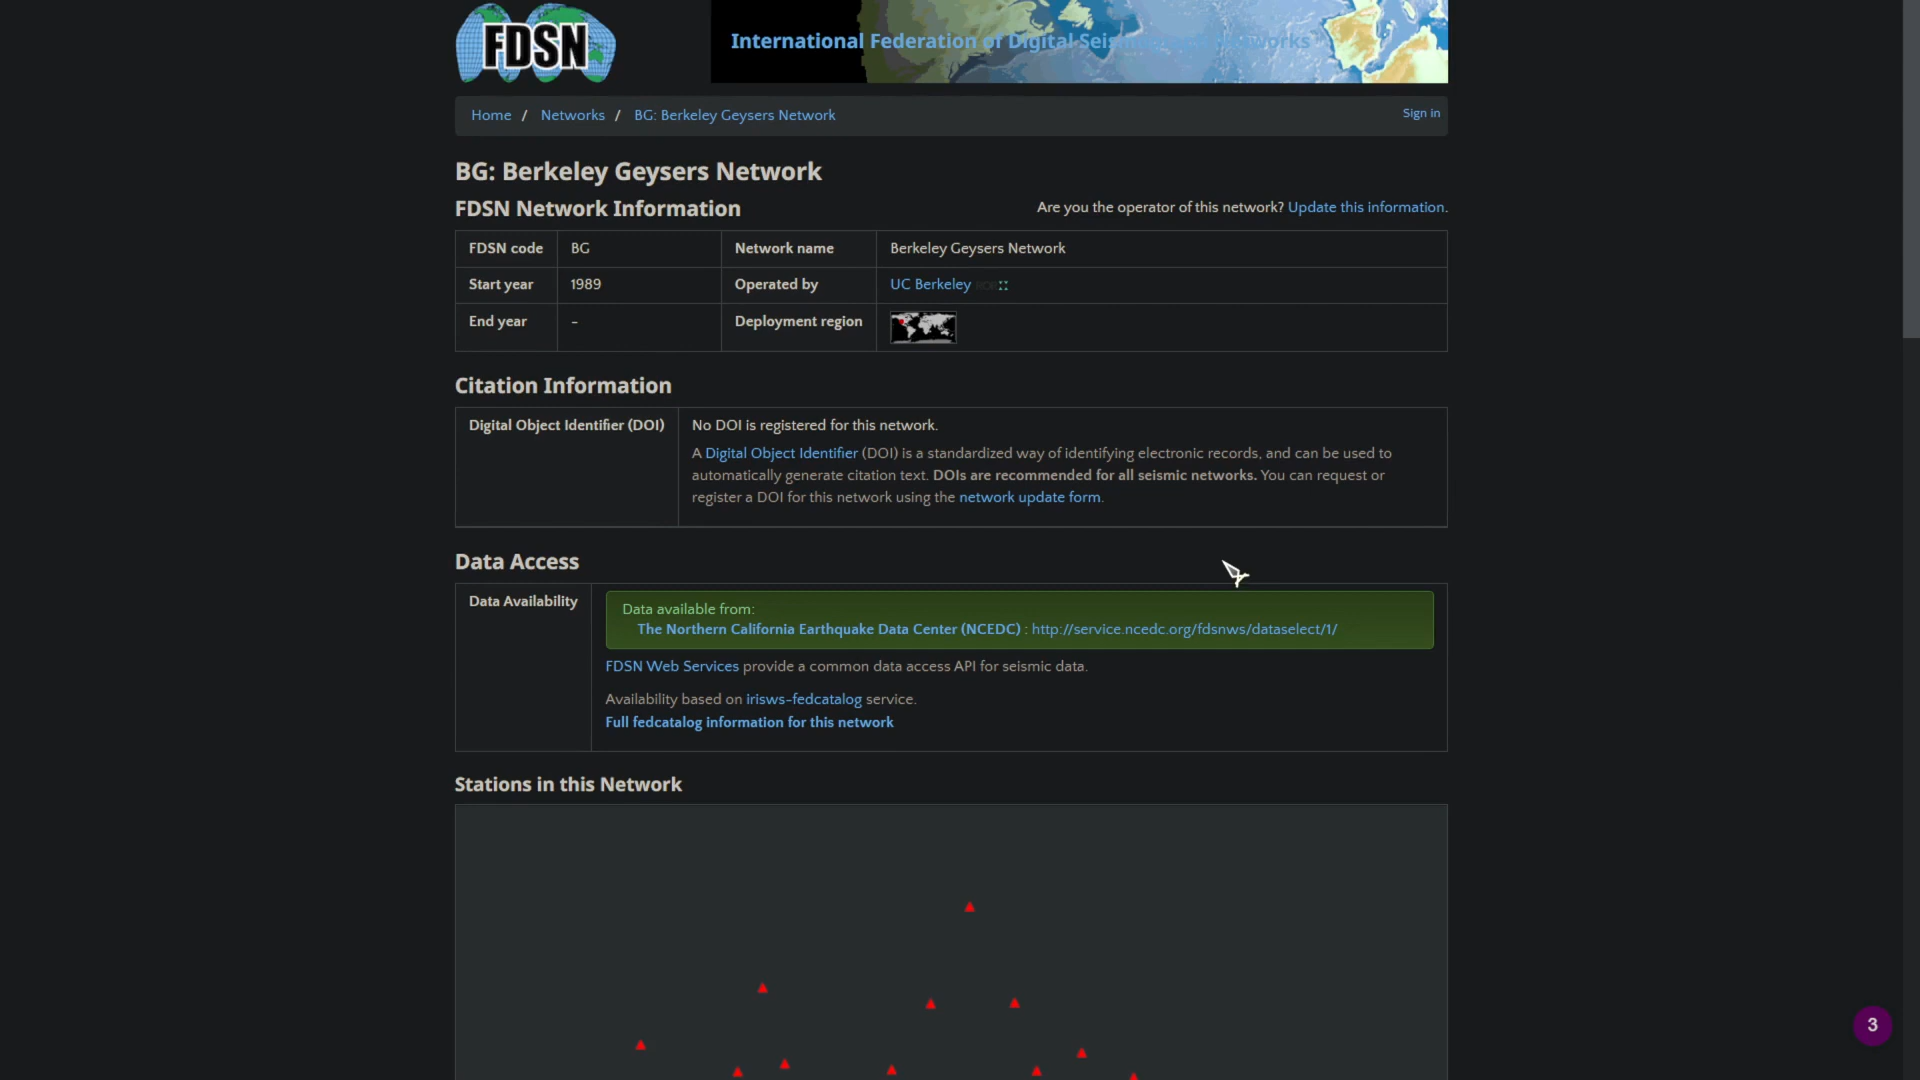 FDSN
International Federation of Digital Seismograph Networks
Home / Networks / BG: Berkeley Geysers Network
Sign in
BG: Berkeley Geysers Network
FDSN Network Information
Are you the operator of this network? Update this information.
FDSN code BG Network name Berkeley Geysers Network
Start year 1989 Operated by UC Berkeley
End year - Deployment region
Citation Information
Digital Object Identifier (DOI) No DOI is registered for this network.
A Digital Object Identifier (DOI) is a standardized way of identifying electronic records, and can be used to
automatically generate citation text. DOIs are recommended for all seismic networks. You can request or
register a DOI for this network using the network update form.
Data Access
Data Availability
Data available from:
The Northern California Earthquake Data Center (NCEDC) : http://service.ncedc.org/fdsnws/dataselect/1/
FDSN Web Services provide a common data access API for seismic data.
Availability based on irisws-fedcatalog service.
Full fedcatalog information for this network
Stations in this Network
3